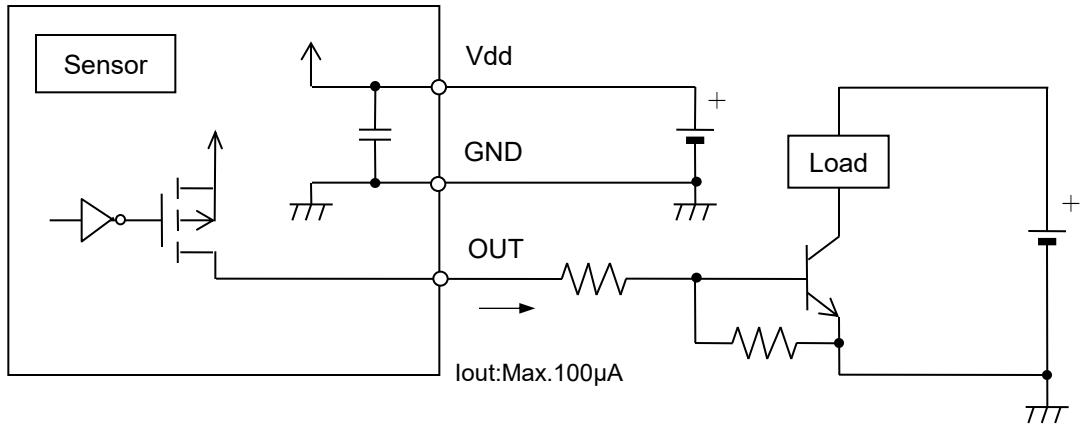 Sensor
Vdd
+
GND
Load
+
OUT
Iout:Max.100µA